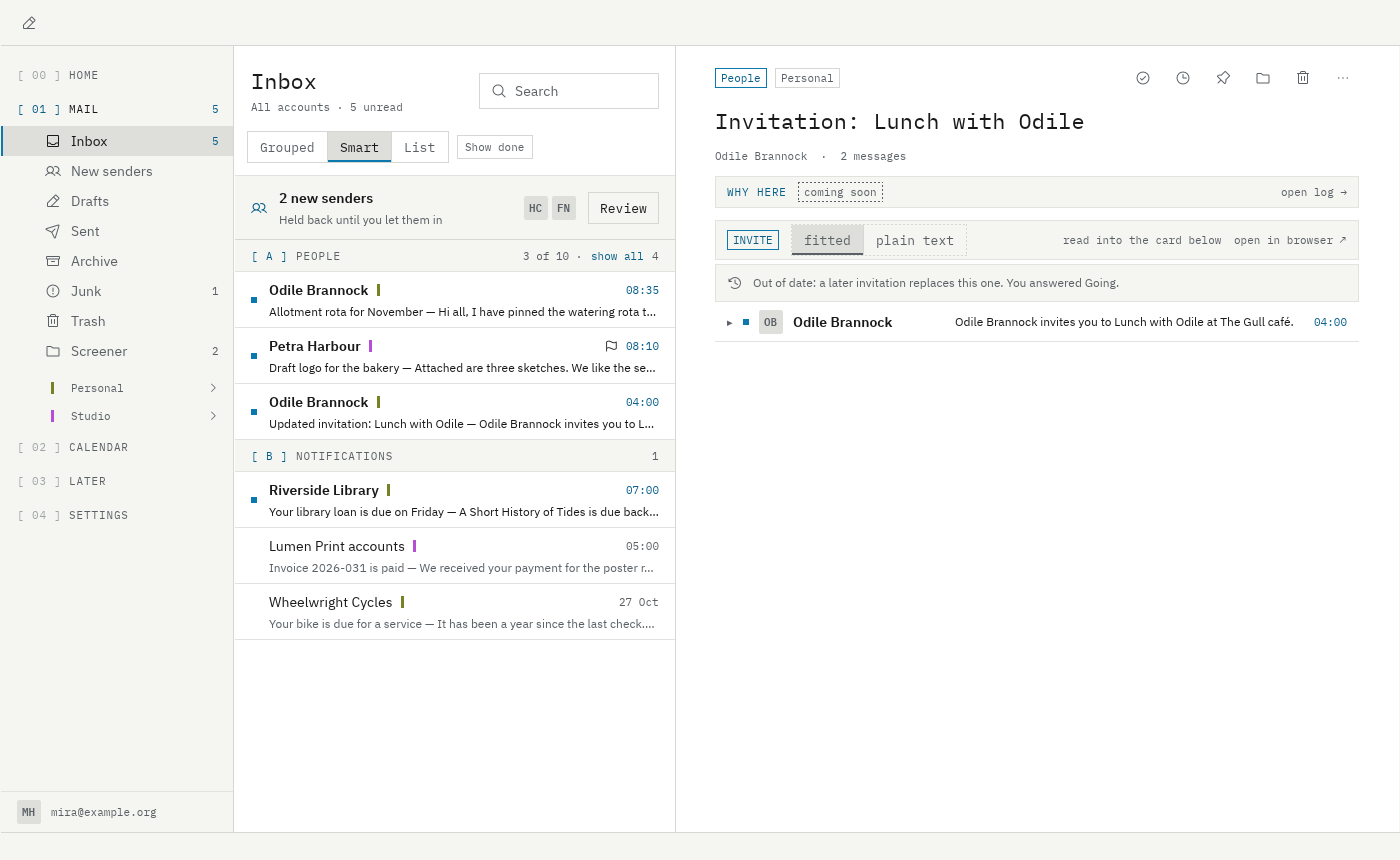 [ 00 ] HOME
[ 01 ] MAIL 5
Inbox 5
New senders
Drafts
Sent
Archive
Junk 1
Trash
Screener 2
Personal
Studio
[ 02 ] CALENDAR
[ 03 ] LATER
[ 04 ] SETTINGS
MH mira@example.org
Inbox
All accounts · 5 unread
Search
Grouped Smart List Show done
2 new senders
Held back until you let them in
HC FN Review
[ A ] PEOPLE 3 of 10 · show all 4
Odile Brannock 08:35
Allotment rota for November — Hi all, I have pinned the watering rota t…
Petra Harbour 08:10
Draft logo for the bakery — Attached are three sketches. We like the se…
Odile Brannock 04:00
Updated invitation: Lunch with Odile — Odile Brannock invites you to L…
[ B ] NOTIFICATIONS 1
Riverside Library 07:00
Your library loan is due on Friday — A Short History of Tides is due back…
Lumen Print accounts 05:00
Invoice 2026-031 is paid — We received your payment for the poster r…
Wheelwright Cycles 27 Oct
Your bike is due for a service — It has been a year since the last check.…
People Personal
Invitation: Lunch with Odile
Odile Brannock · 2 messages
WHY HERE coming soon open log →
INVITE fitted plain text read into the card below open in browser ↗
Out of date: a later invitation replaces this one. You answered Going.
▸ OB Odile Brannock Odile Brannock invites you to Lunch with Odile at The Gull café. 04:00